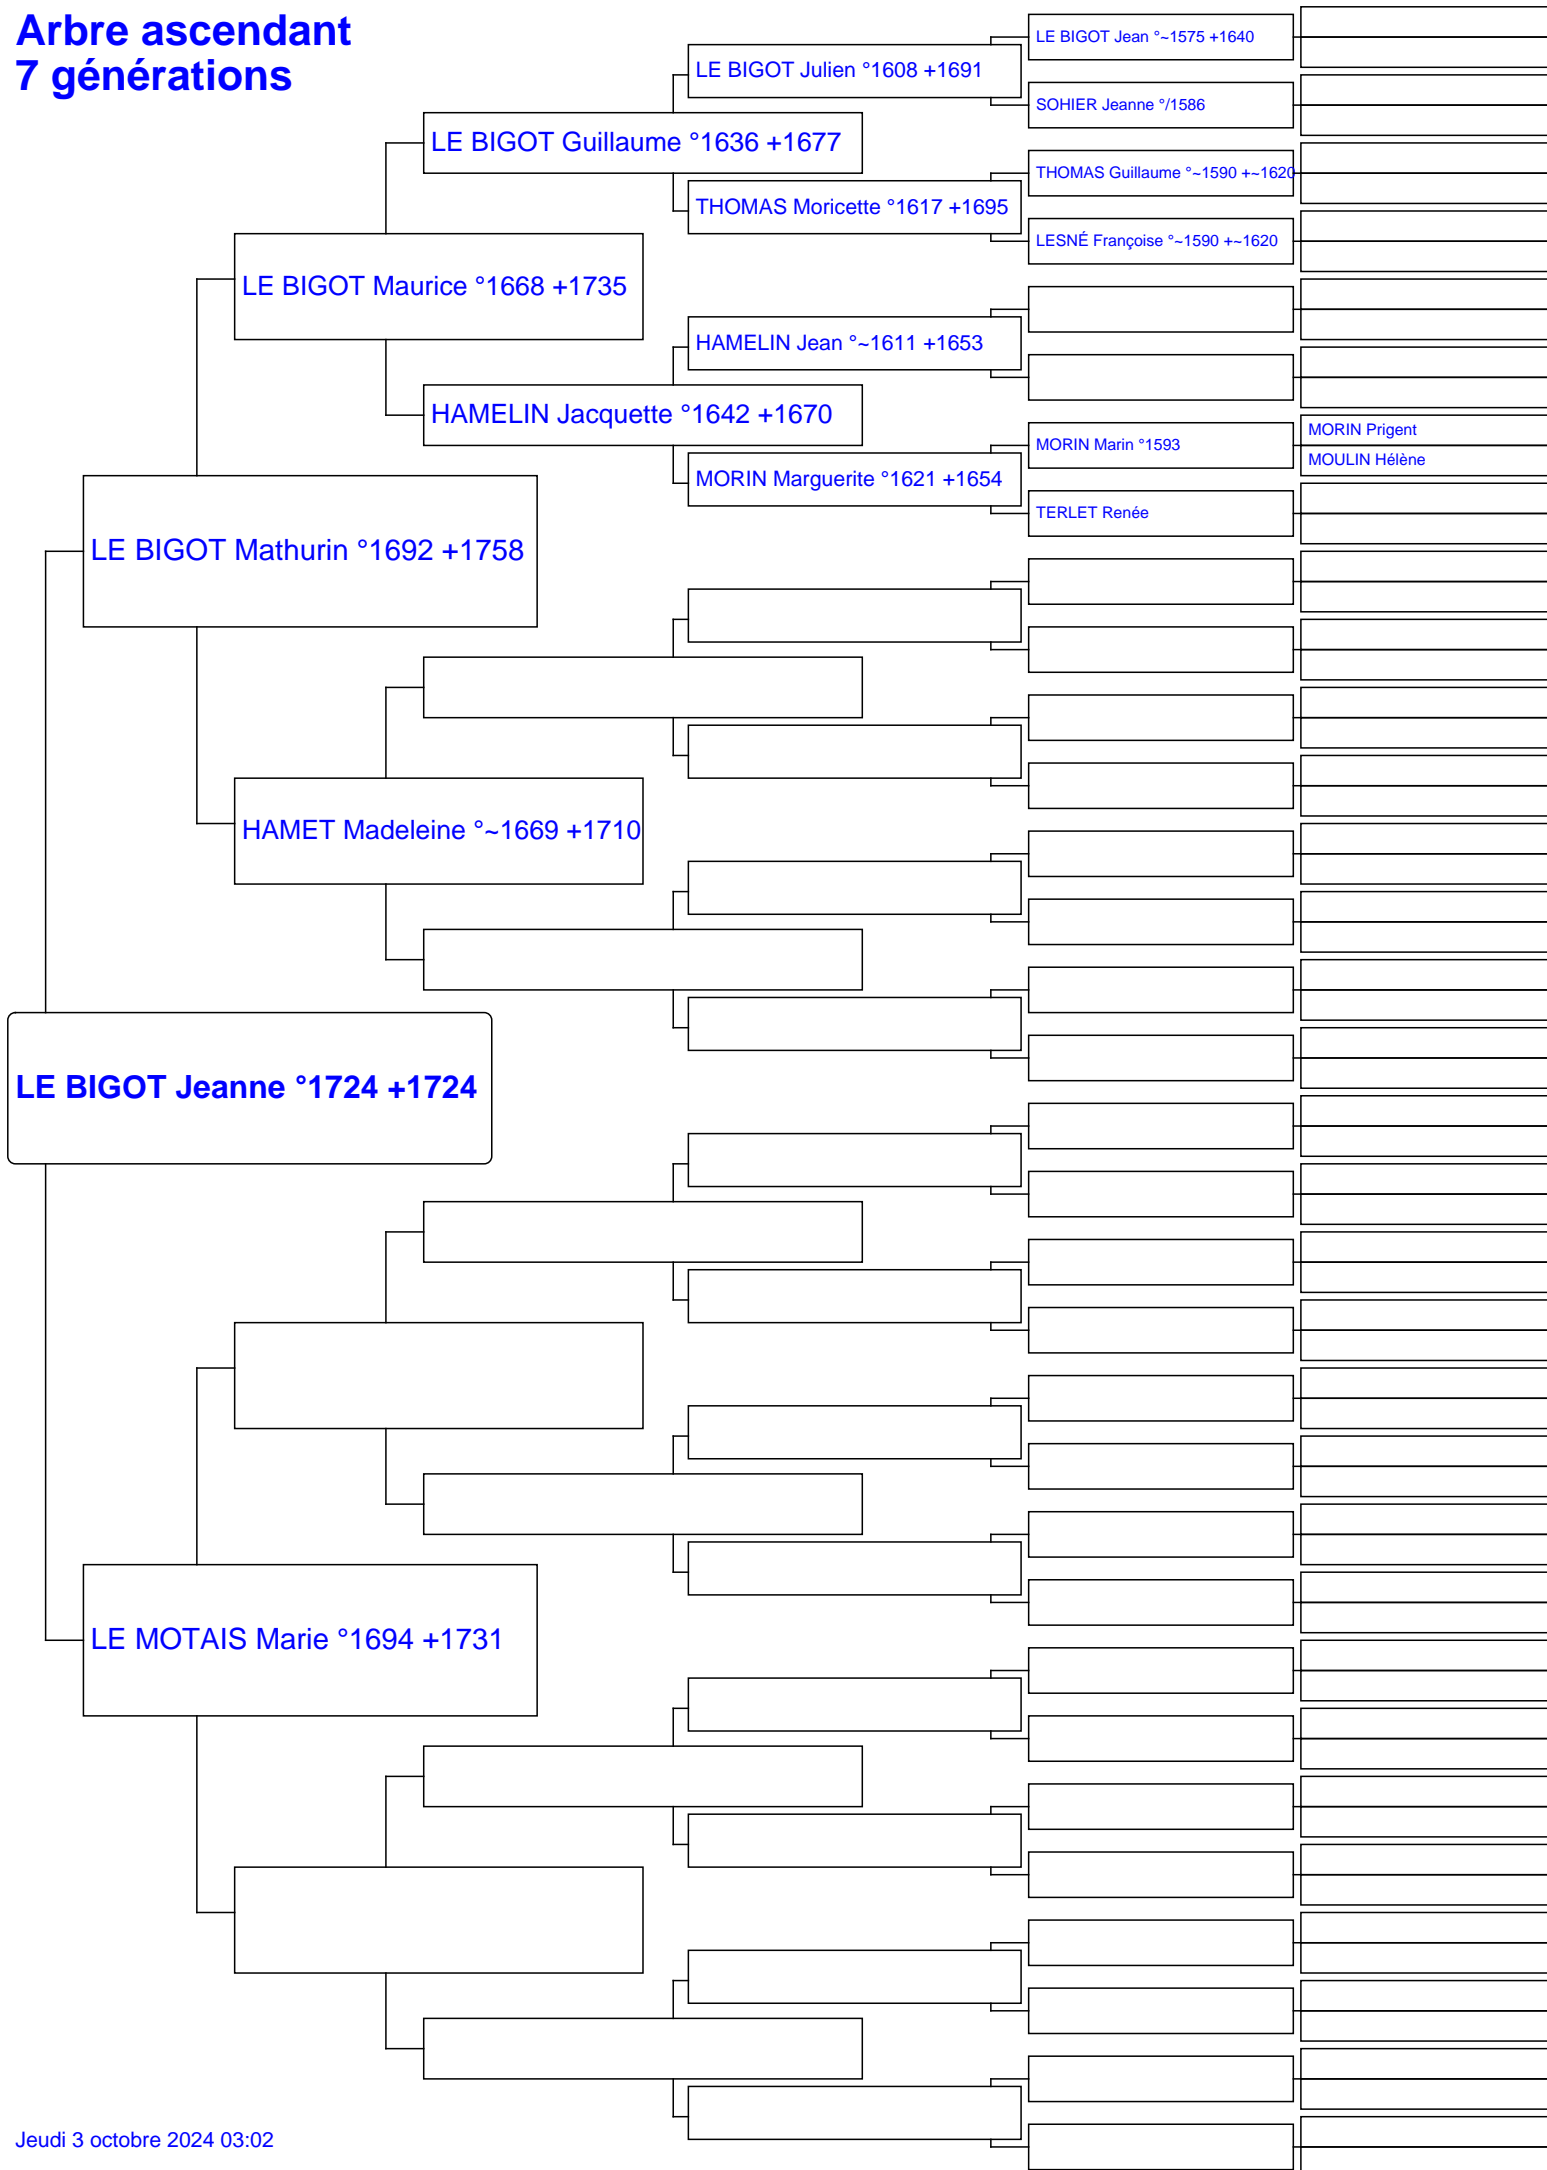 Arbre ascendant
7 générations
LE BIGOT Jean °~1575 +1640
LE BIGOT Julien °1608 +1691
SOHIER Jeanne °/1586
LE BIGOT Guillaume °1636 +1677
THOMAS Guillaume °~1590 +~1620
THOMAS Moricette °1617 +1695
LESNÉ Françoise °~1590 +~1620
LE BIGOT Maurice °1668 +1735
HAMELIN Jean °~1611 +1653
HAMELIN Jacquette °1642 +1670
MORIN Prigent
MORIN Marin °1593
MOULIN Hélène
MORIN Marguerite °1621 +1654
TERLET Renée
LE BIGOT Mathurin °1692 +1758
HAMET Madeleine °~1669 +1710
LE BIGOT Jeanne °1724 +1724
LE MOTAIS Marie °1694 +1731
Jeudi 3 octobre 2024 03:02